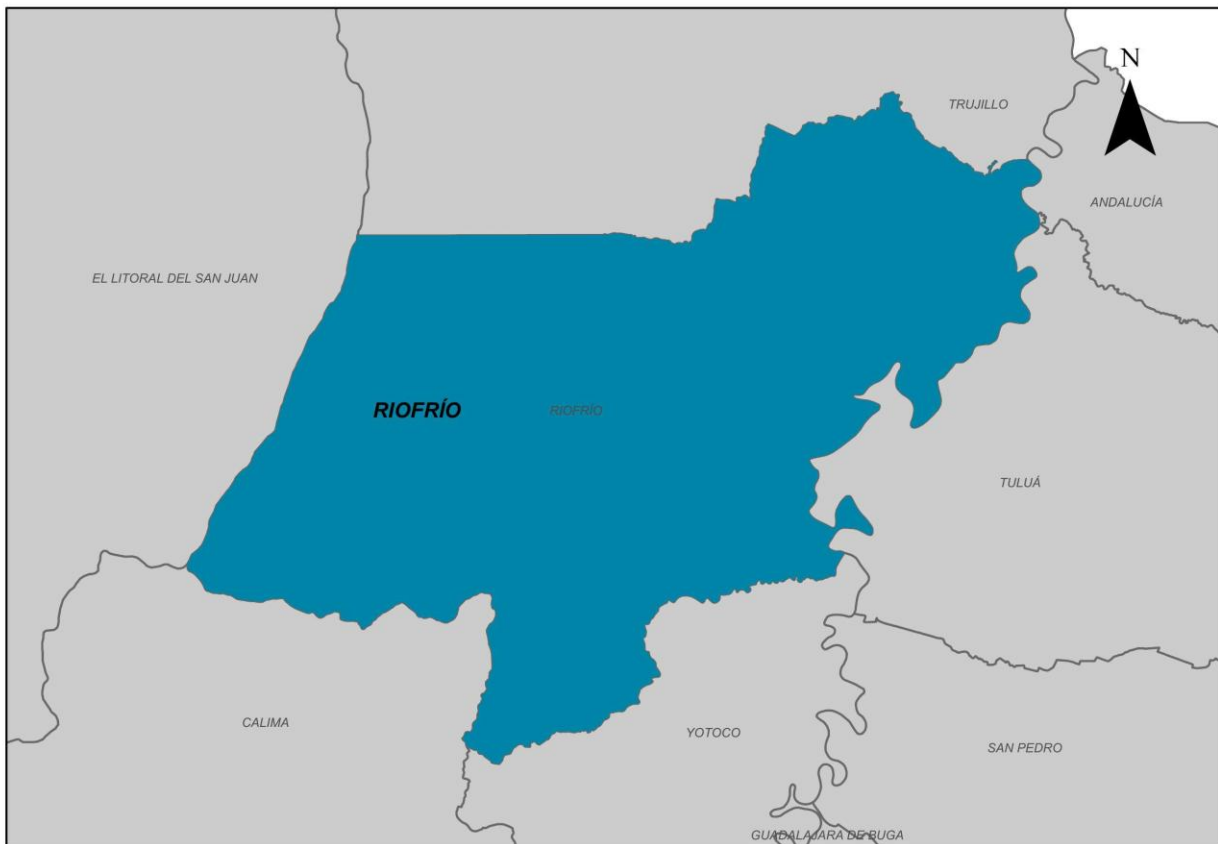 N
TRUJILLO
ANDALUCÍA
EL LITORAL DEL SAN JUAN
RIOFRÍO
RIOFRÍO
TULUÁ
CALIMA
YOTOCO
SAN PEDRO
GUADALAJARA DE BUGA